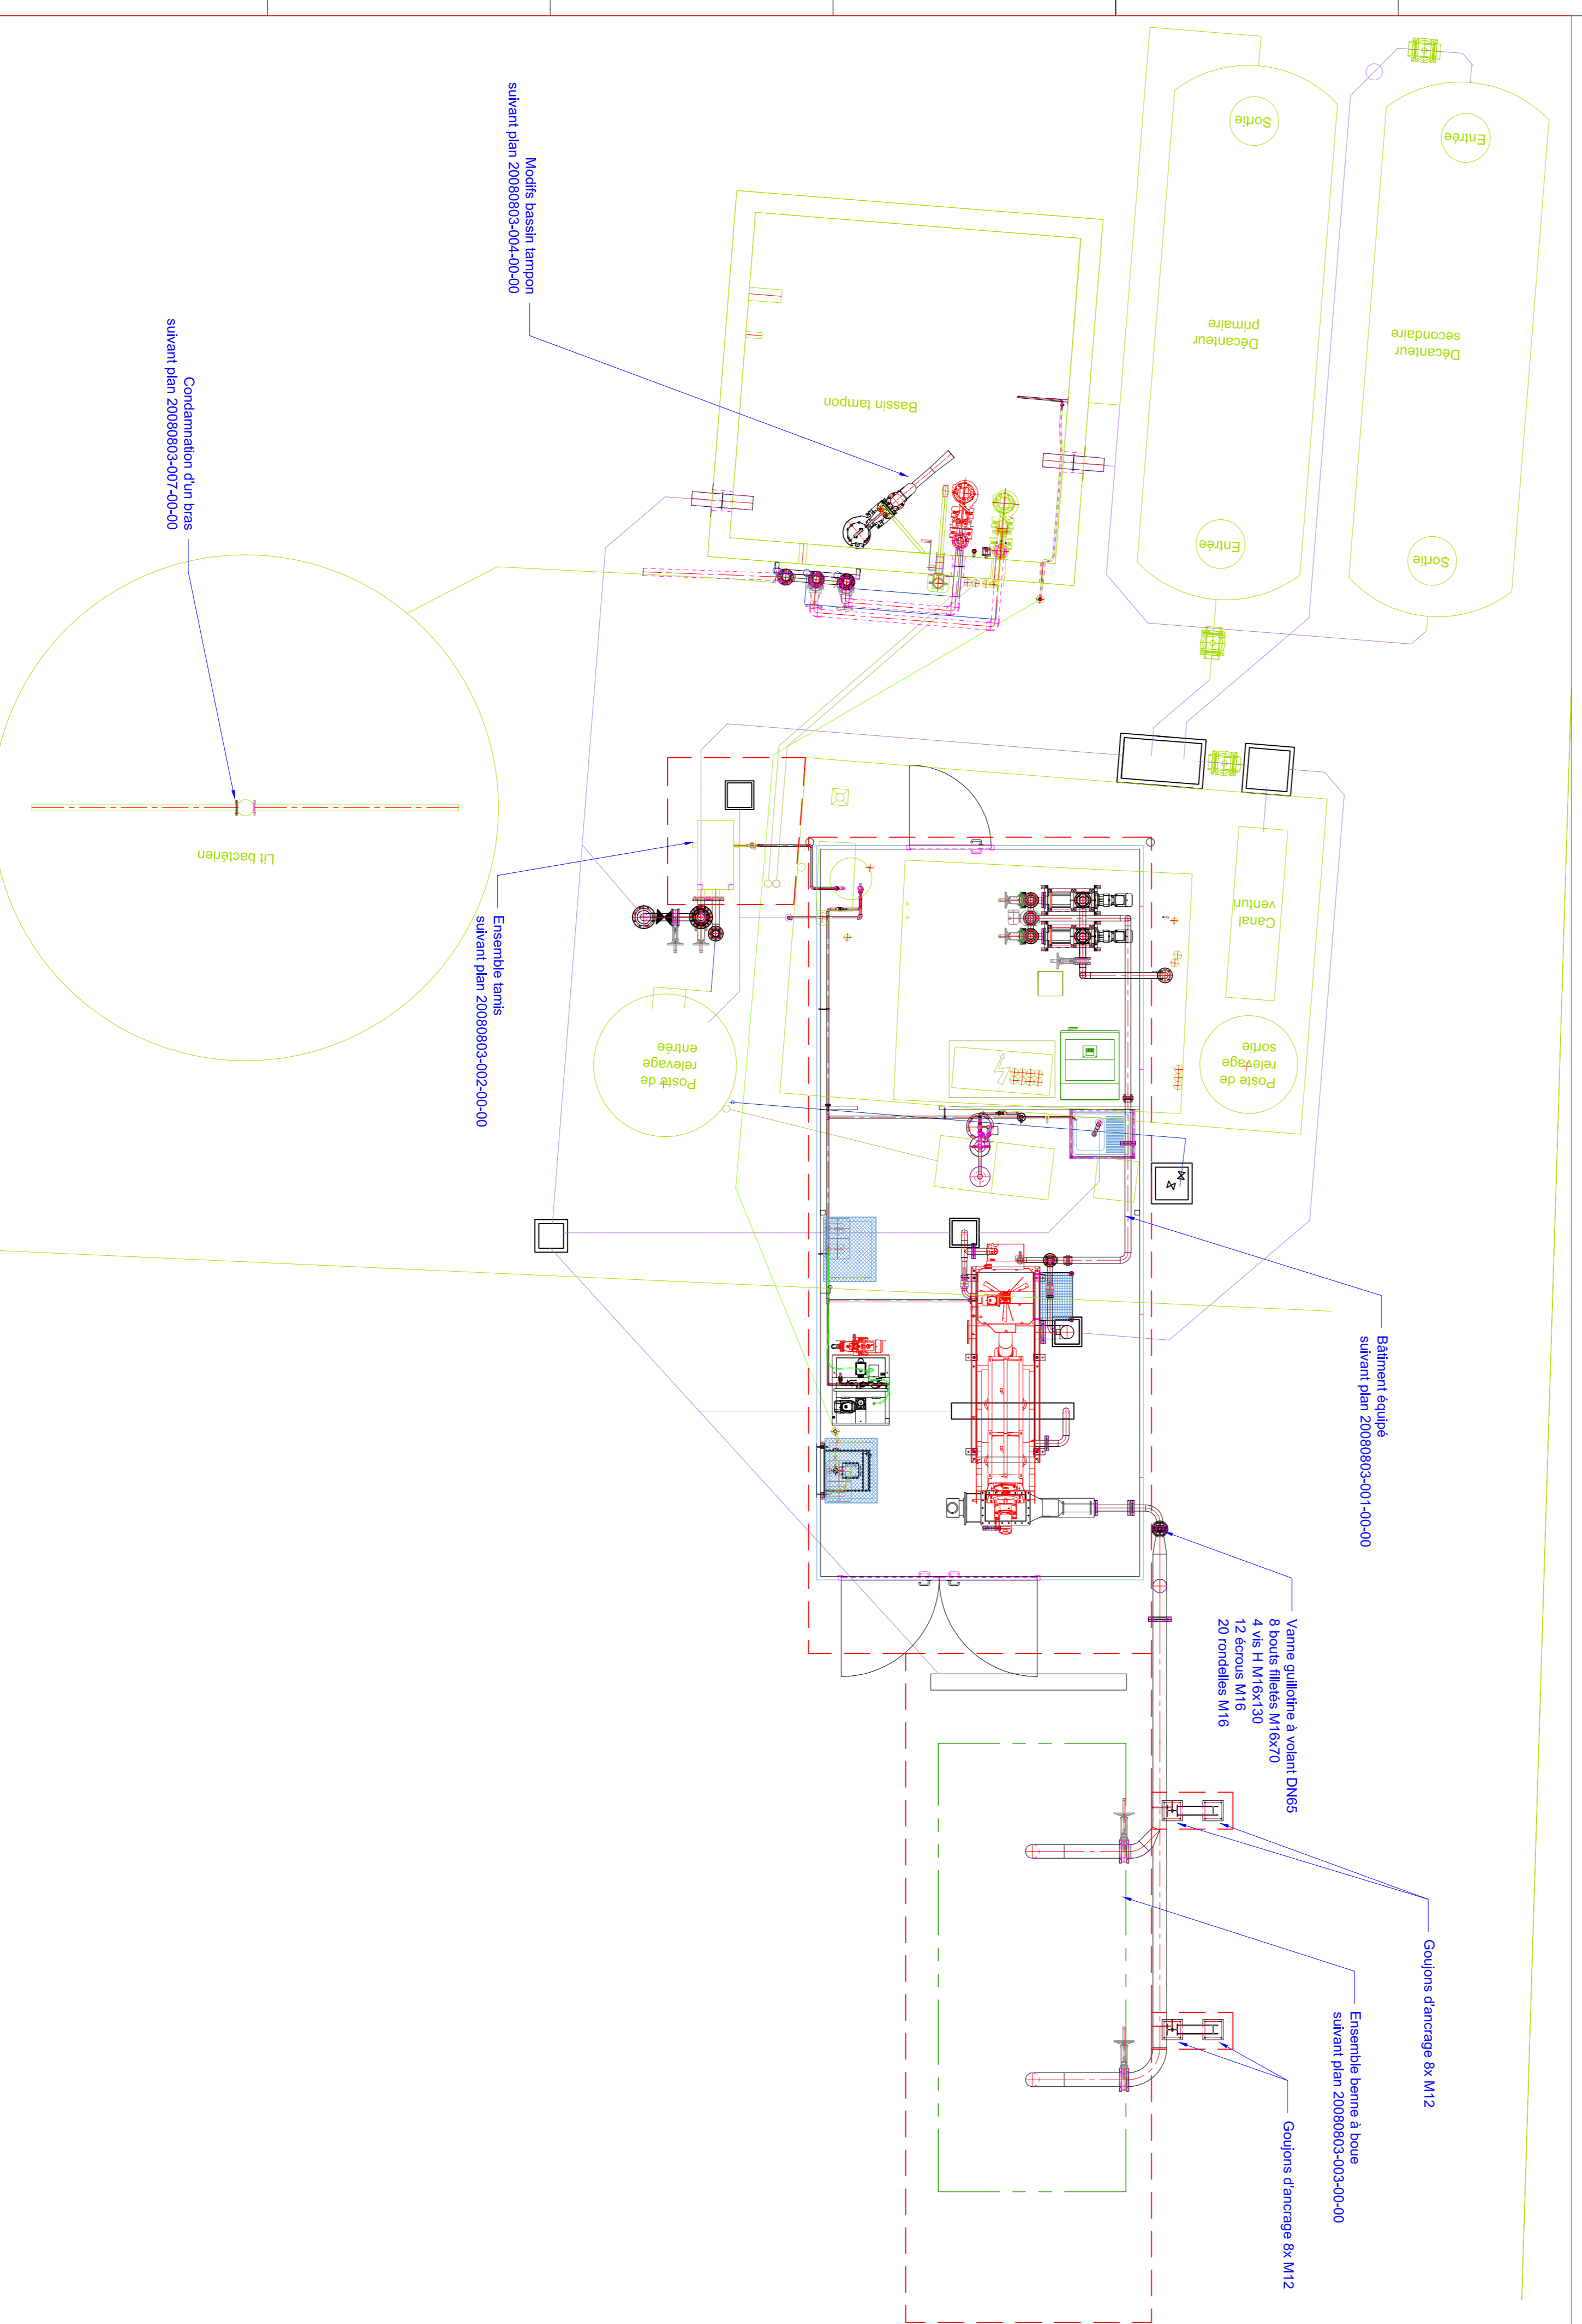 Sortie
Entrée
Décanteur
primaire
Décanteur
secondaire
Entrée
Sortie
Modifs bassin tampon
suivant plan 20080803-004-00-00
Bassin tampon
Condamnation d'un bras
suivant plan 20080803-007-00-00
Lit bactérien
Ensemble tamis
suivant plan 20080803-002-00-00
Poste de
relevage
entrée
Canal
venturi
Poste de
relevage
sortie
Bâtiment équipé
suivant plan 20080803-001-00-00
Vanne guillotine à volant DN65
8 bouts filletés M16x70
4 vis H M16x130
12 écrous M16
20 rondelles M16
Goujons d'ancrage 8x M12
Ensemble benne à boue
suivant plan 20080803-003-00-00
Goujons d'ancrage 8x M12